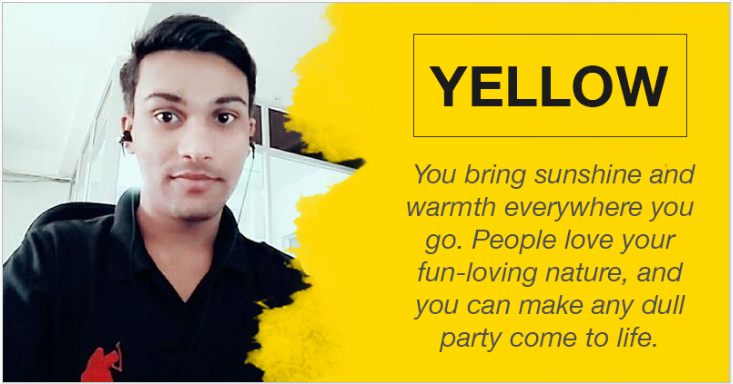 YELLOW
You bring sunshine and
warmth everywhere you
go. People love your
fun-loving nature, and
you can make any dull
party come to life.